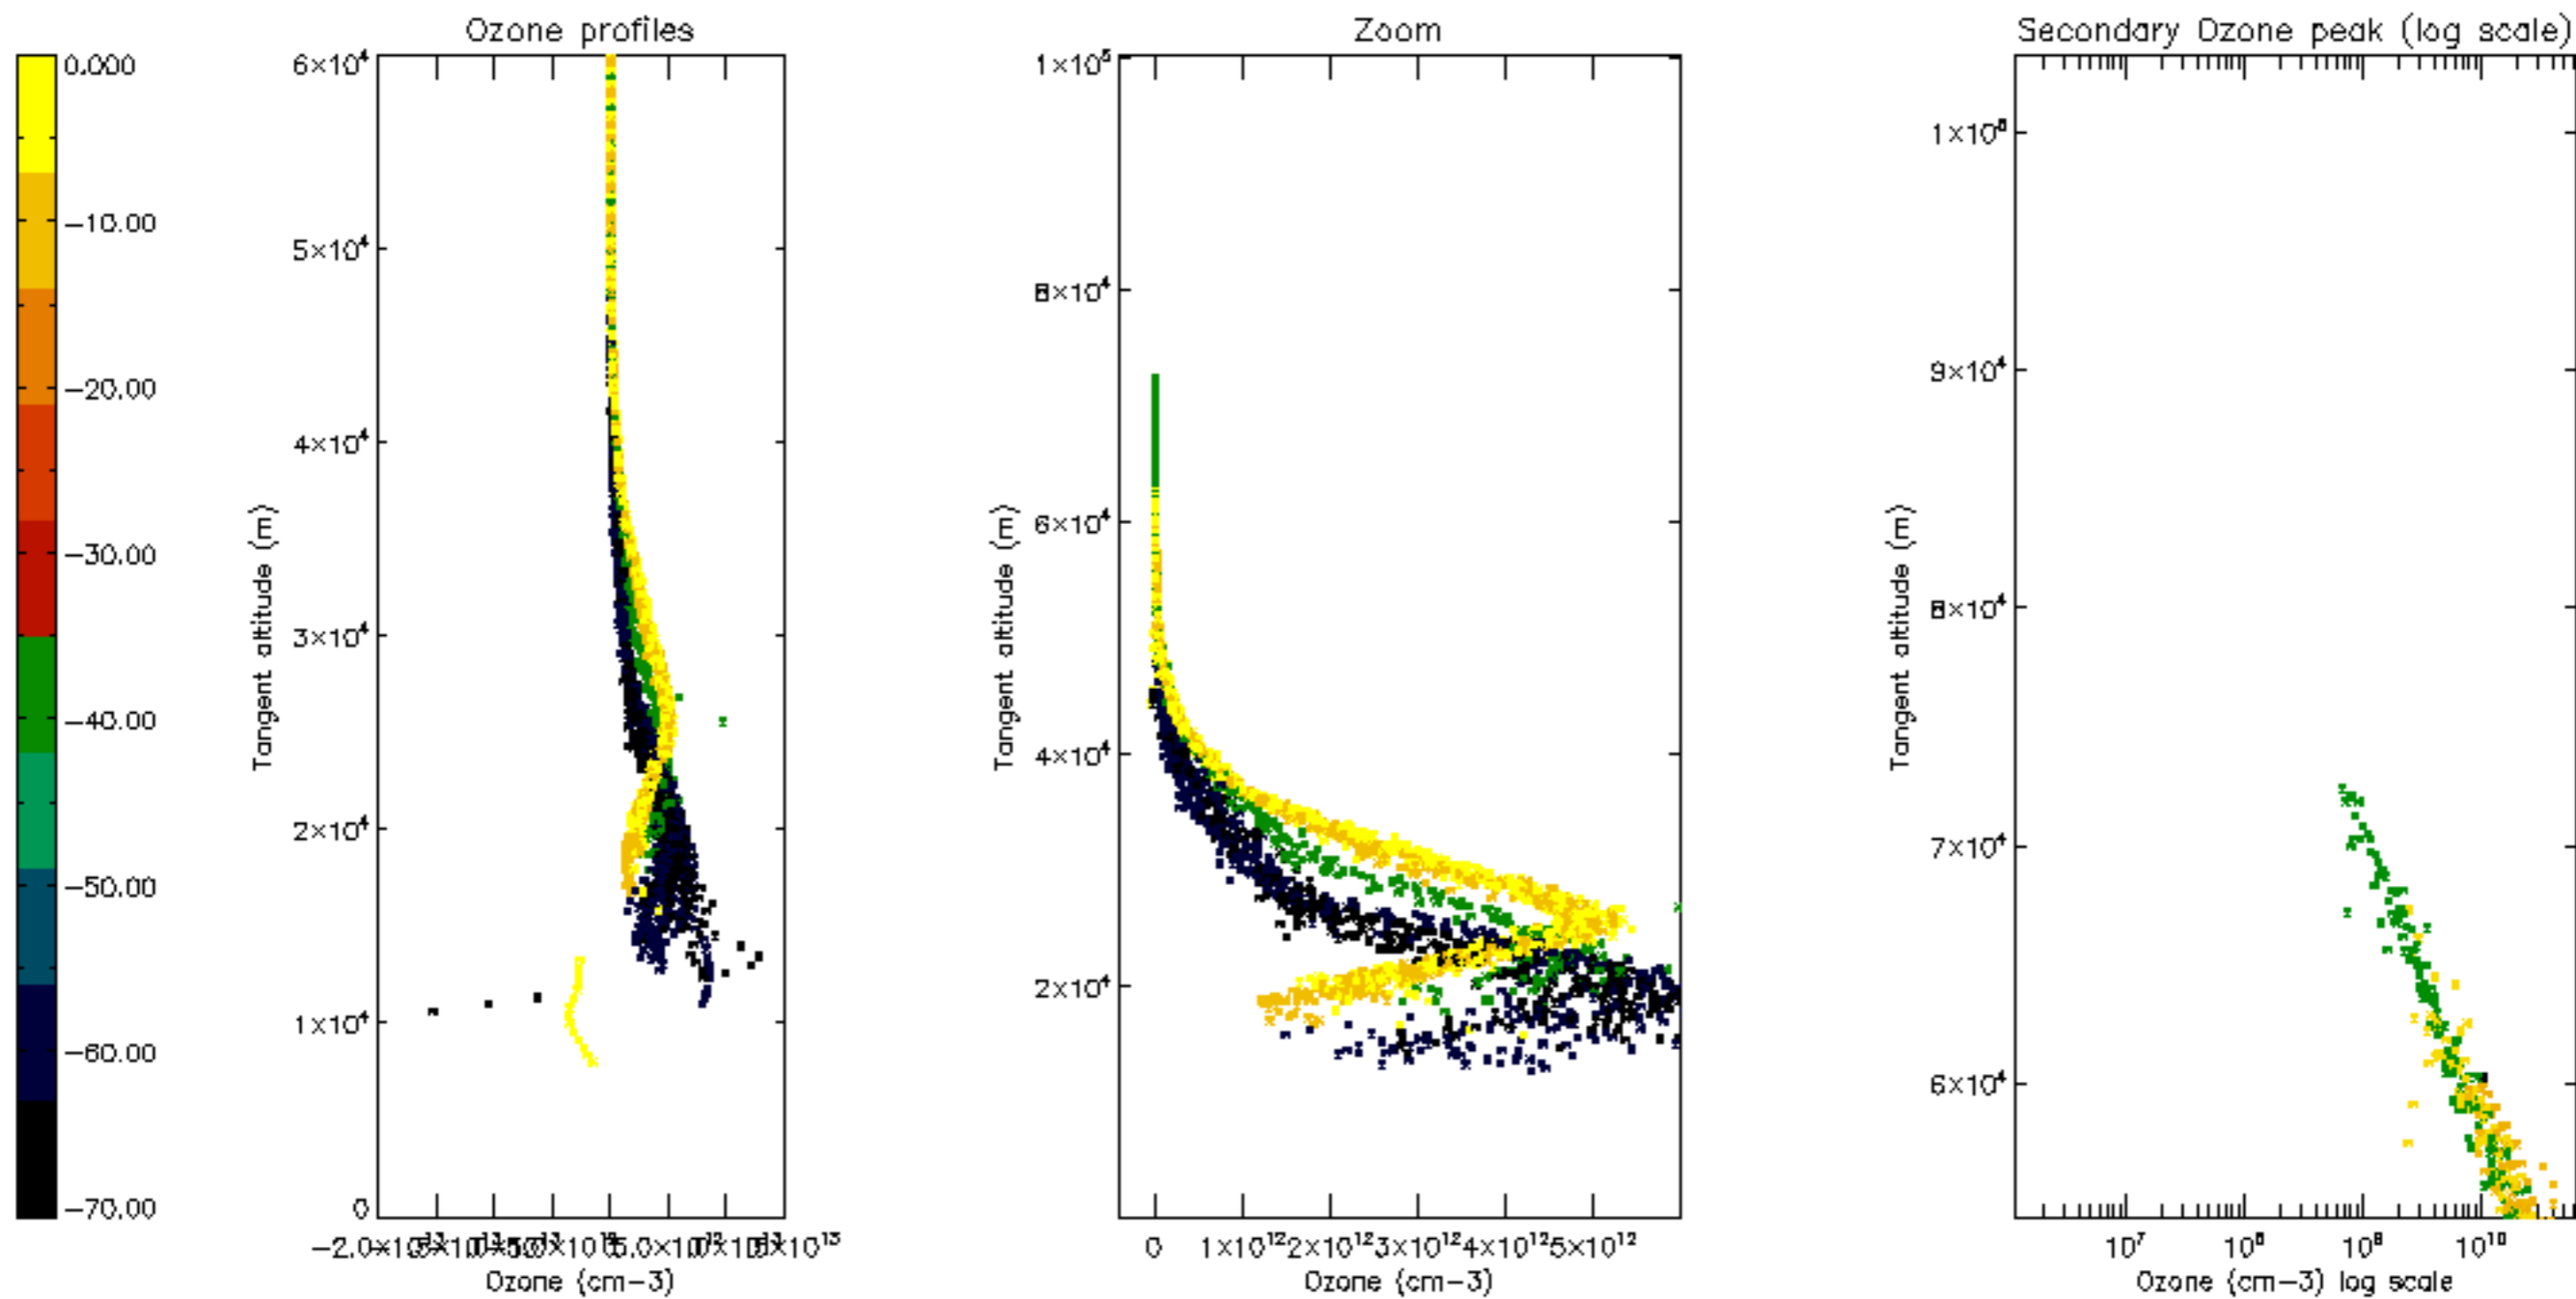 Ozone profiles
Zoom
Secondary Ozone peak (log scale)
0.000
-10.00
-20.00
-30.00
-40.00
-50.00
-60.00
-70.00
6×10⁴
5×10⁴
4×10⁴
3×10⁴
2×10⁴
1×10⁴
0
Tangent altitude (m)
Ozone (cm-3)
1×10⁵
8×10⁴
6×10⁴
4×10⁴
2×10⁴
Tangent altitude (m)
0 1×10¹² 2×10¹² 3×10¹² 4×10¹² 5×10¹²
Ozone (cm-3)
9×10⁴
8×10⁴
7×10⁴
6×10⁴
Tangent altitude (m)
10⁷ 10⁸ 10⁹ 10¹⁰
Ozone (cm-3) log scale